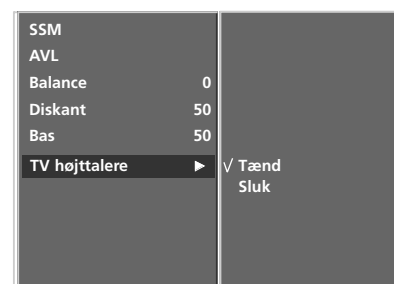 SSM
AVL
Balance 0
Diskant 50
Bas 50
TV højttalere ► √ Tænd
Sluk